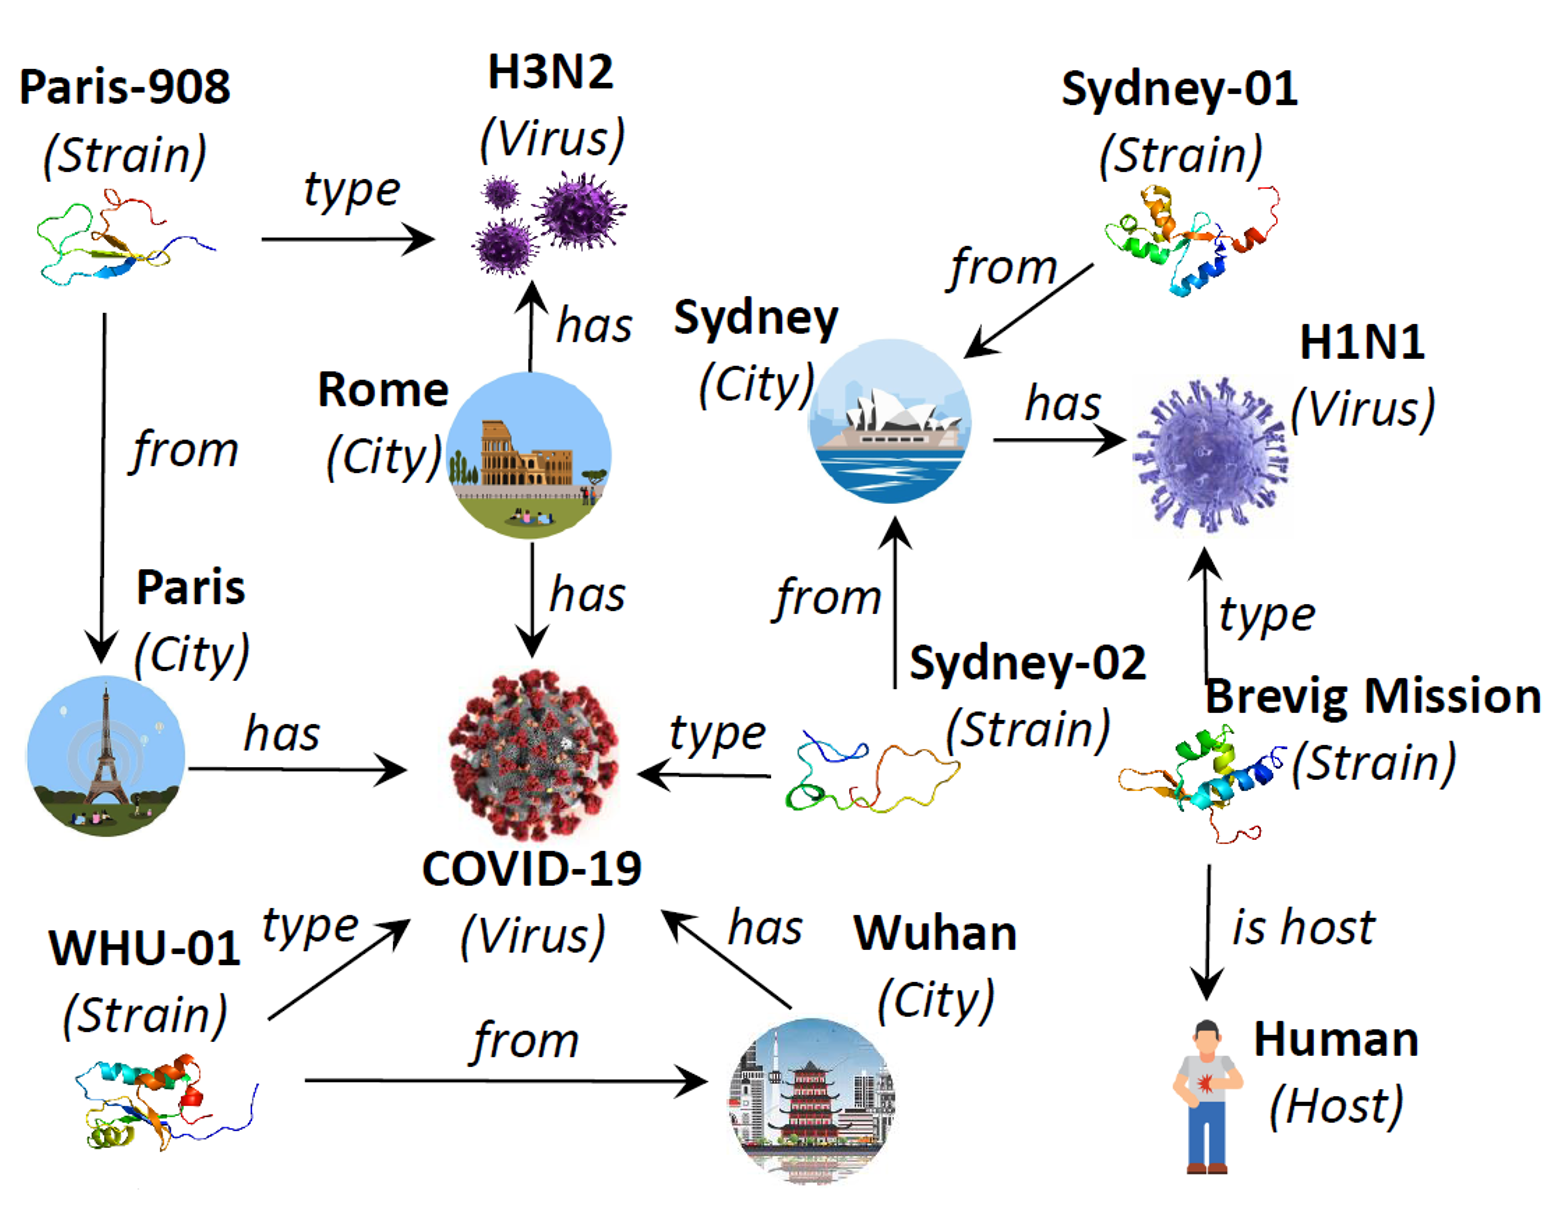 Paris-908
(Strain)
type
H3N2
(Virus)
Sydney-01
(Strain)
from
has
Sydney
(City)
H1N1
(Virus)
has
Rome
(City)
from
has
from
type
Paris
(City)
Sydney-02
(Strain)
Brevig Mission
(Strain)
has
type
COVID-19
(Virus)
type
WHU-01
(Strain)
has
Wuhan
(City)
is host
from
Human
(Host)